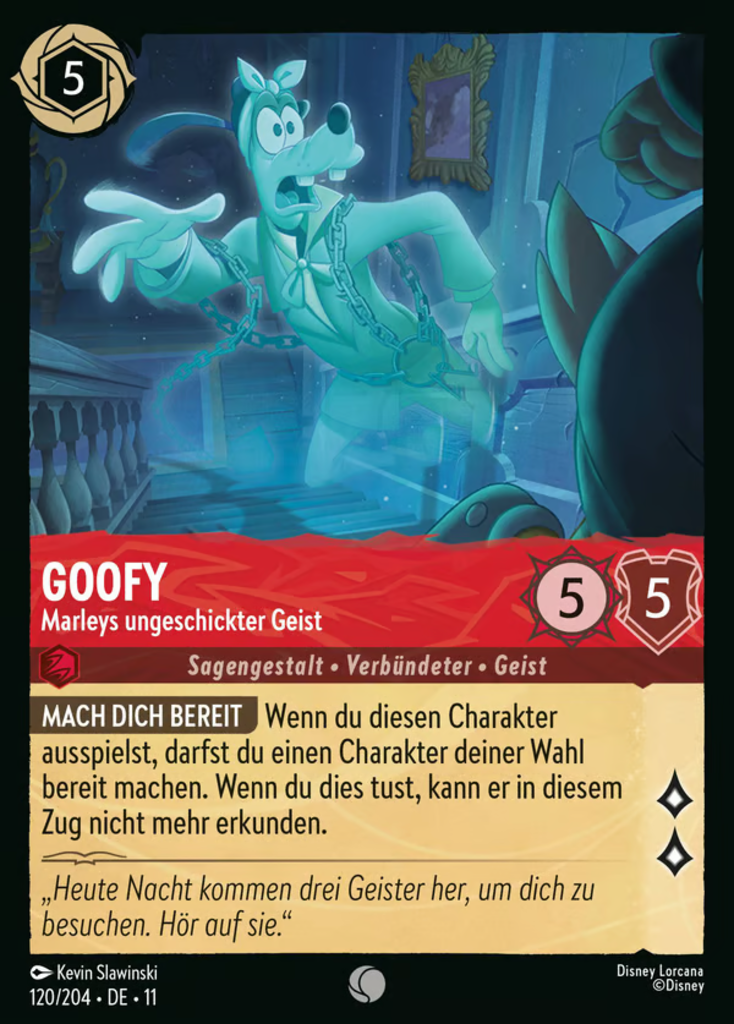 5
GOOFY
Marleys ungeschickter Geist
5 5
Sagengestalt • Verbündeter • Geist
MACH DICH BEREIT Wenn du diesen Charakter
ausspielst, darfst du einen Charakter deiner Wahl
bereit machen. Wenn du dies tust, kann er in diesem
Zug nicht mehr erkunden.
„Heute Nacht kommen drei Geister her, um dich zu
besuchen. Hör auf sie.“
Kevin Slawinski
120/204 • DE • 11
Disney Lorcana
©Disney